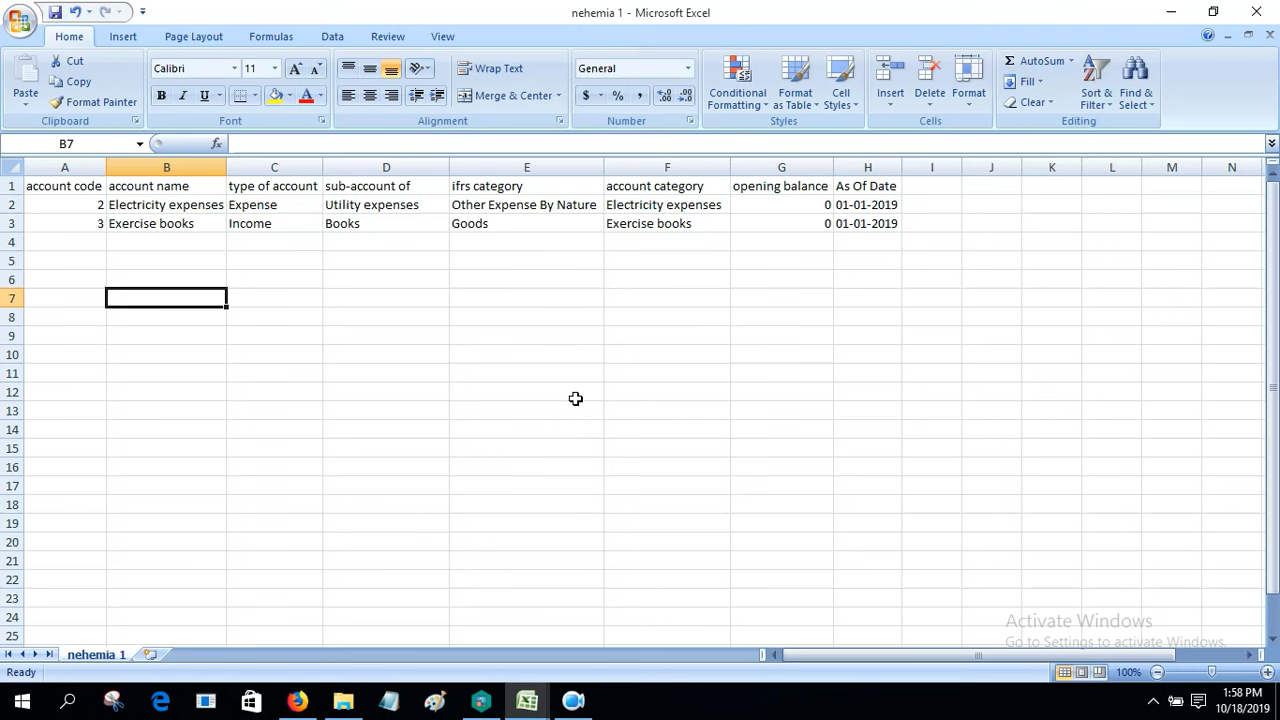 nehemia 1 - Microsoft Excel
Home Insert Page Layout Formulas Data Review View
Paste Cut Copy Format Painter Clipboard
Calibri 11 A A B I U A Font
Wrap Text Merge & Center Alignment
General $ % , Number
Conditional Formatting Format as Table Cell Styles Styles
Insert Delete Format Cells
Σ AutoSum Fill Clear Sort & Filter Find & Select Editing
B7 fx
A B C D E F G H I J K L M N
1 account code account name type of account sub-account of ifrs category account category opening balance As Of Date
2 2 Electricity expenses Expense Utility expenses Other Expense By Nature Electricity expenses 0 01-01-2019
3 3 Exercise books Income Books Goods Exercise books 0 01-01-2019
4
5
6
7
8
9
10
11
12
13
14
15
16
17
18
19
20
21
22
23
24
25
Activate Windows
Go to Settings to activate Windows.
nehemia 1
Ready 100%
1:58 PM
10/18/2019